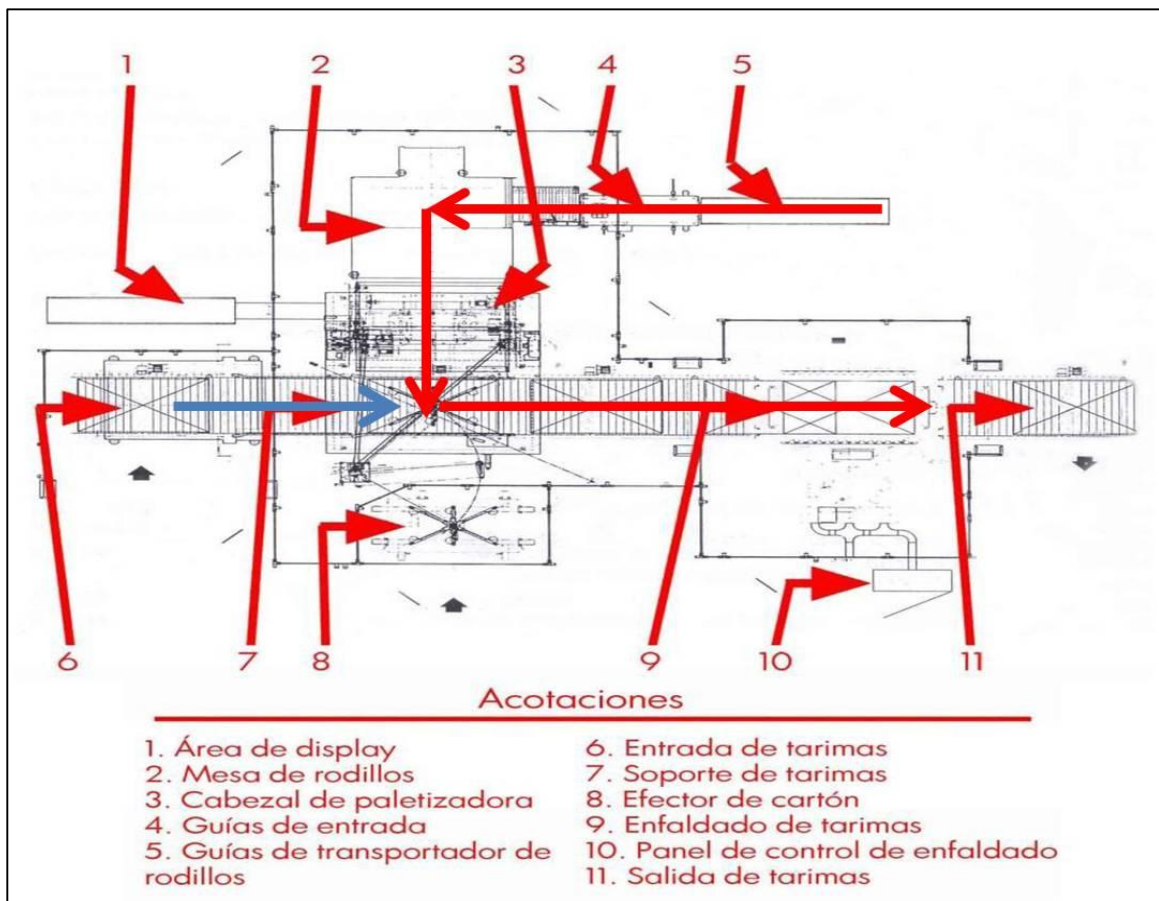 1 2 3 4 5
6 7 8 9 10 11
Acotaciones
1. Área de display
2. Mesa de rodillos
3. Cabezal de paletizadora
4. Guías de entrada
5. Guías de transportador de
rodillos
6. Entrada de tarimas
7. Soporte de tarimas
8. Efector de cartón
9. Enfaldado de tarimas
10. Panel de control de enfaldado
11. Salida de tarimas